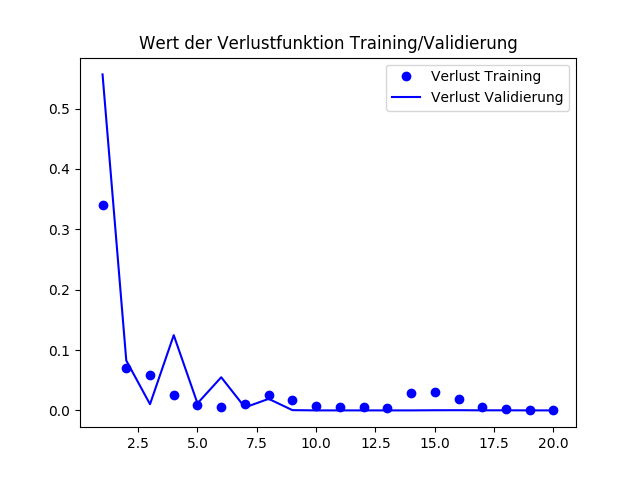 Wert der Verlustfunktion Training/Validierung
Verlust Training
Verlust Validierung
0.5
0.4
0.3
0.2
0.1
0.0
2.5 5.0 7.5 10.0 12.5 15.0 17.5 20.0